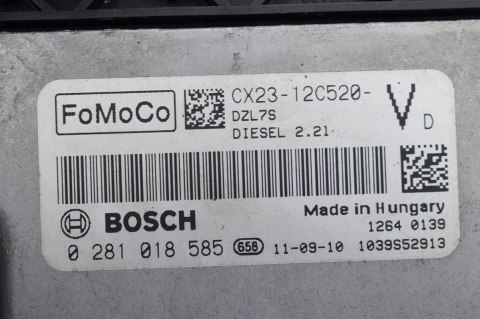 FoMoCo CX23-12C520- V D
DZL7S
DIESEL 2.2l
BOSCH Made in Hungary
1264 0139
0 281 018 585 658 11-09-10 1039S52913